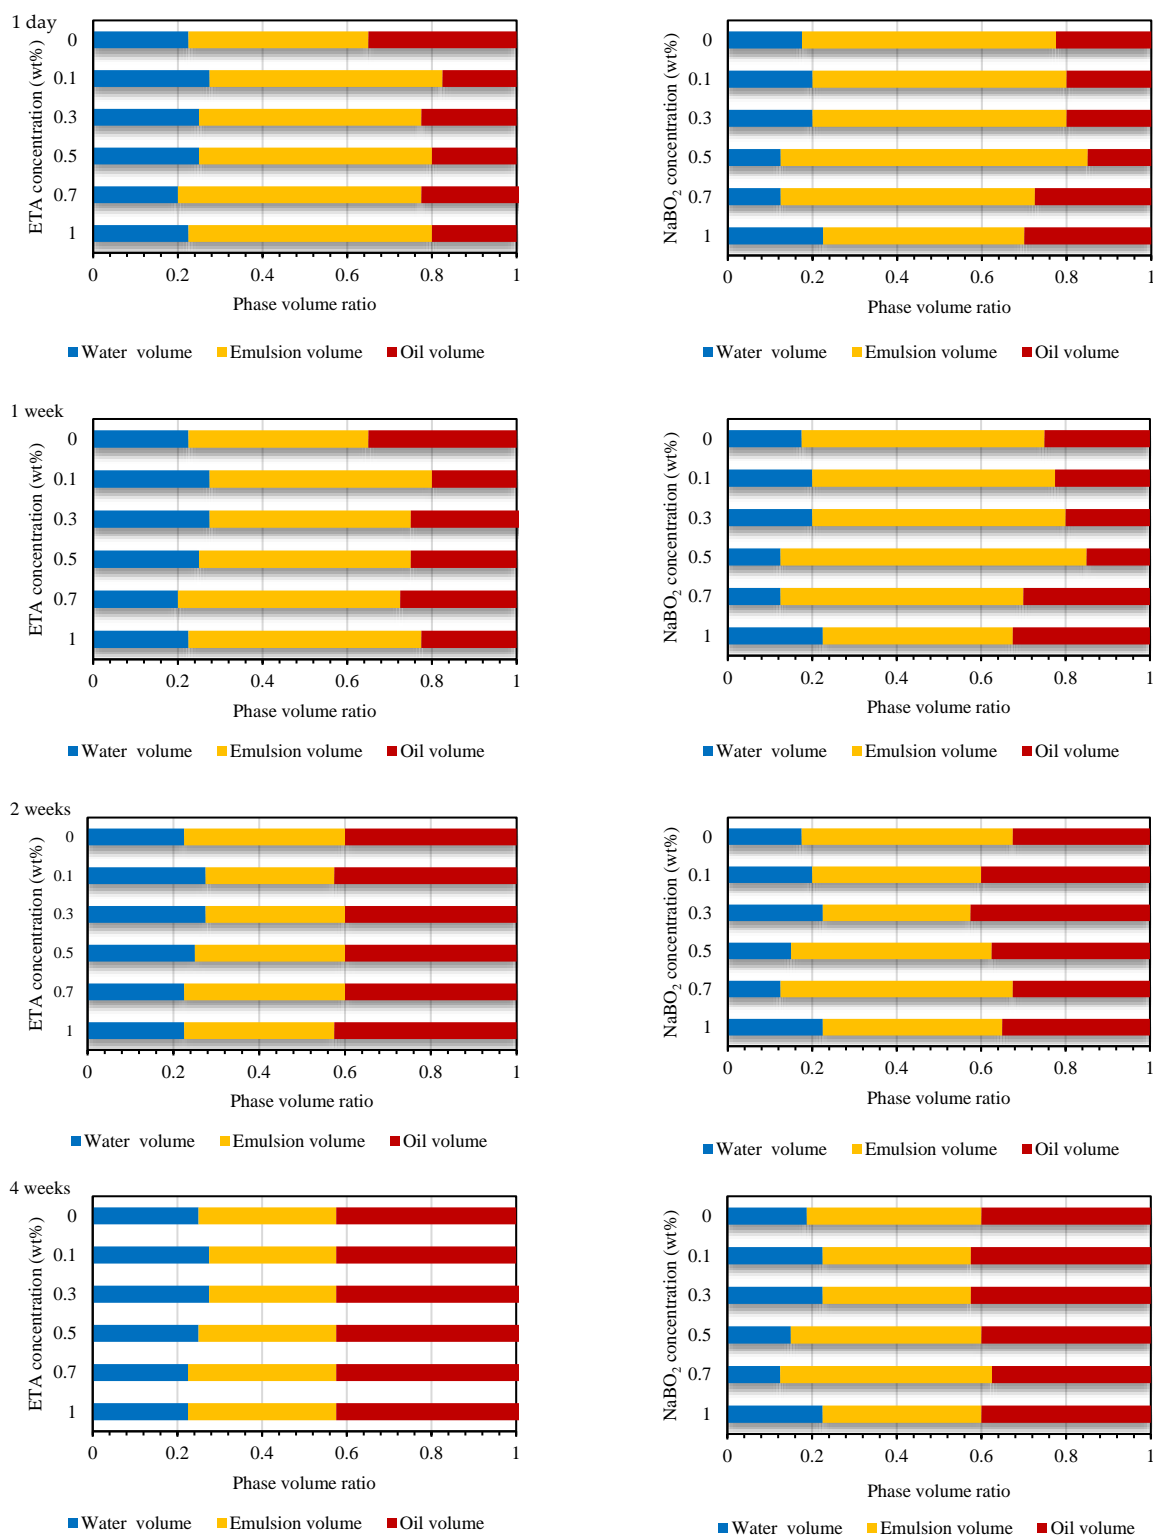 1 day
ETA concentration (wt%)
0
0.1
0.3
0.5
0.7
1
0 0.2 0.4 0.6 0.8 1
Phase volume ratio
Water volume Emulsion volume Oil volume
NaBO₂ concentration (wt%)
0
0.1
0.3
0.5
0.7
1
0 0.2 0.4 0.6 0.8 1
Phase volume ratio
Water volume Emulsion volume Oil volume
1 week
ETA concentration (wt%)
0
0.1
0.3
0.5
0.7
1
0 0.2 0.4 0.6 0.8 1
Phase volume ratio
Water volume Emulsion volume Oil volume
NaBO₂ concentration (wt%)
0
0.1
0.3
0.5
0.7
1
0 0.2 0.4 0.6 0.8 1
Phase volume ratio
Water volume Emulsion volume Oil volume
2 weeks
ETA concentration (wt%)
0
0.1
0.3
0.5
0.7
1
0 0.2 0.4 0.6 0.8 1
Phase volume ratio
Water volume Emulsion volume Oil volume
NaBO₂ concentration (wt%)
0
0.1
0.3
0.5
0.7
1
0 0.2 0.4 0.6 0.8 1
Phase volume ratio
Water volume Emulsion volume Oil volume
4 weeks
ETA concentration (wt%)
0
0.1
0.3
0.5
0.7
1
0 0.2 0.4 0.6 0.8 1
Phase volume ratio
Water volume Emulsion volume Oil volume
NaBO₂ concentration (wt%)
0
0.1
0.3
0.5
0.7
1
0 0.2 0.4 0.6 0.8 1
Phase volume ratio
Water volume Emulsion volume Oil volume